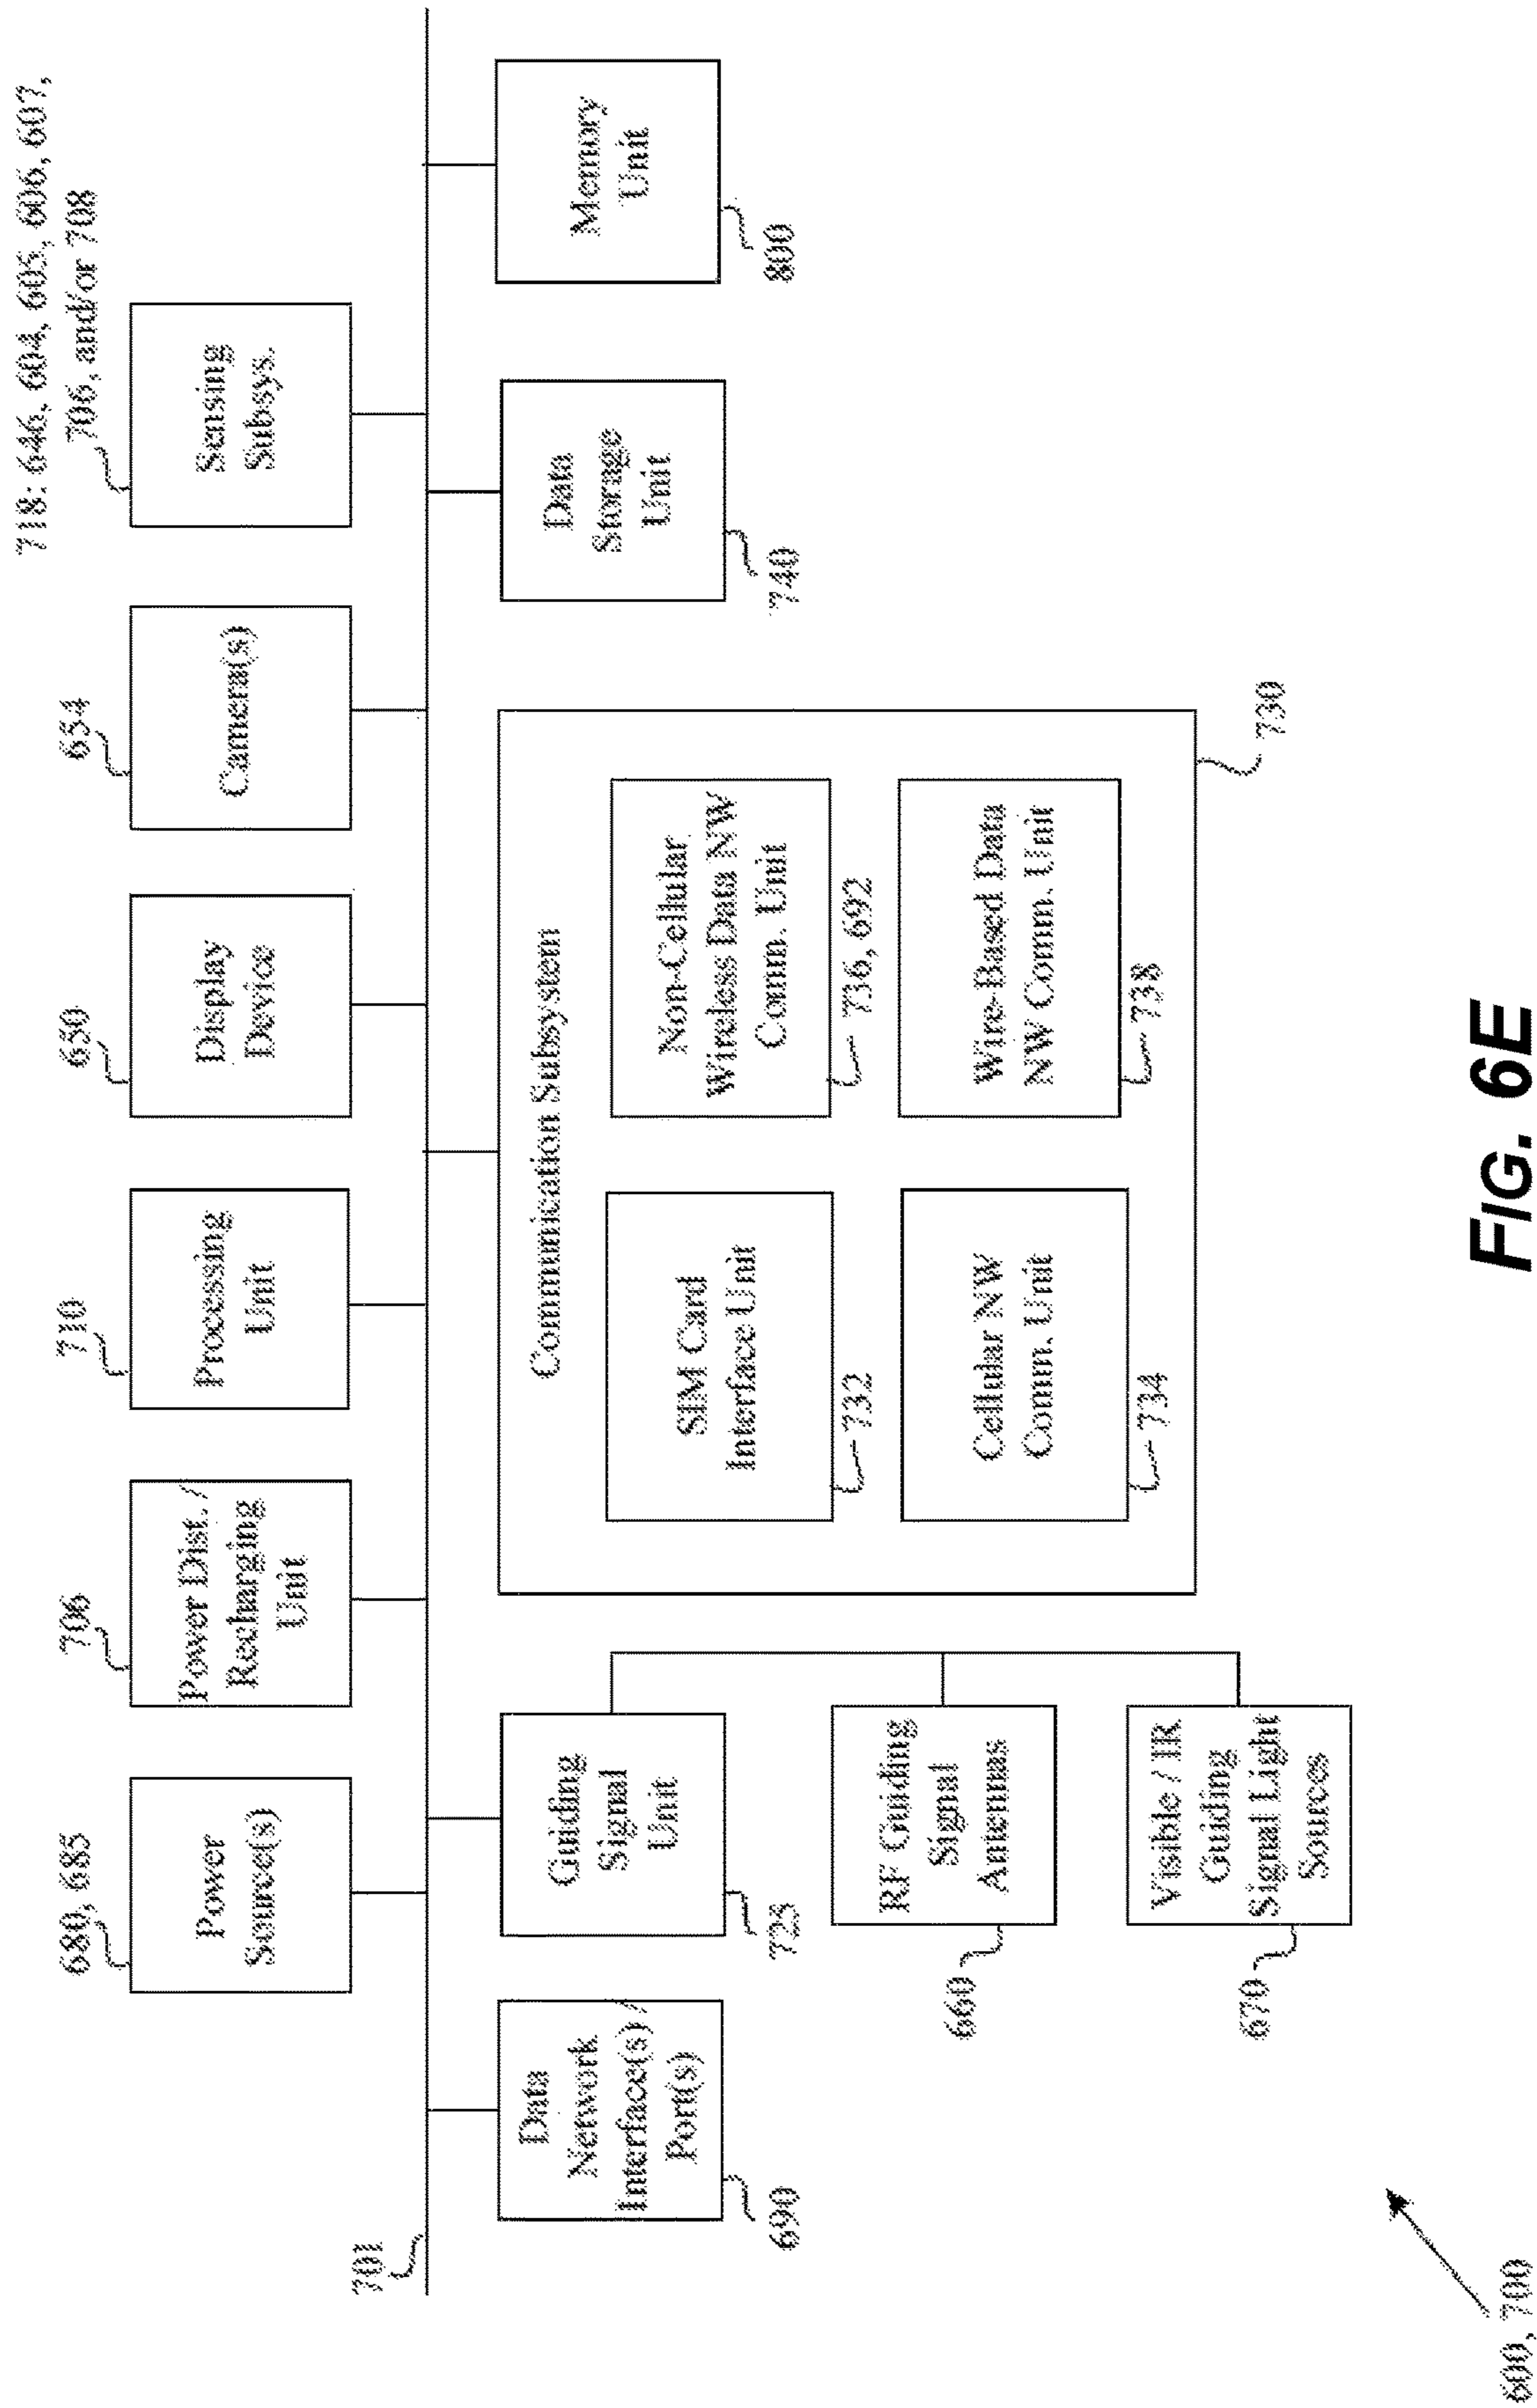 718: 646, 604, 605, 606, 607,
706, and/or 708
680, 685
706
710
650
654
Power
Source(s)
Power Dist. /
Recharging
Unit
Processing
Unit
Display
Device
Camera(s)
Sensing
Subsys.
701
Data
Network
Interface(s) /
Port(s)
690
Guiding
Signal
Unit
725
RF Guiding
Signal
Antennas
660
Visible / IR
Guiding
Signal Light
Sources
670
Communication Subsystem
SIM Card
Interface Unit
732
Non-Cellular
Wireless Data NW
Comm. Unit
736, 692
Cellular NW
Comm. Unit
734
Wire-Based Data
NW Comm. Unit
738
730
Data
Storage
Unit
740
Memory
Unit
800
600, 700
FIG. 6E